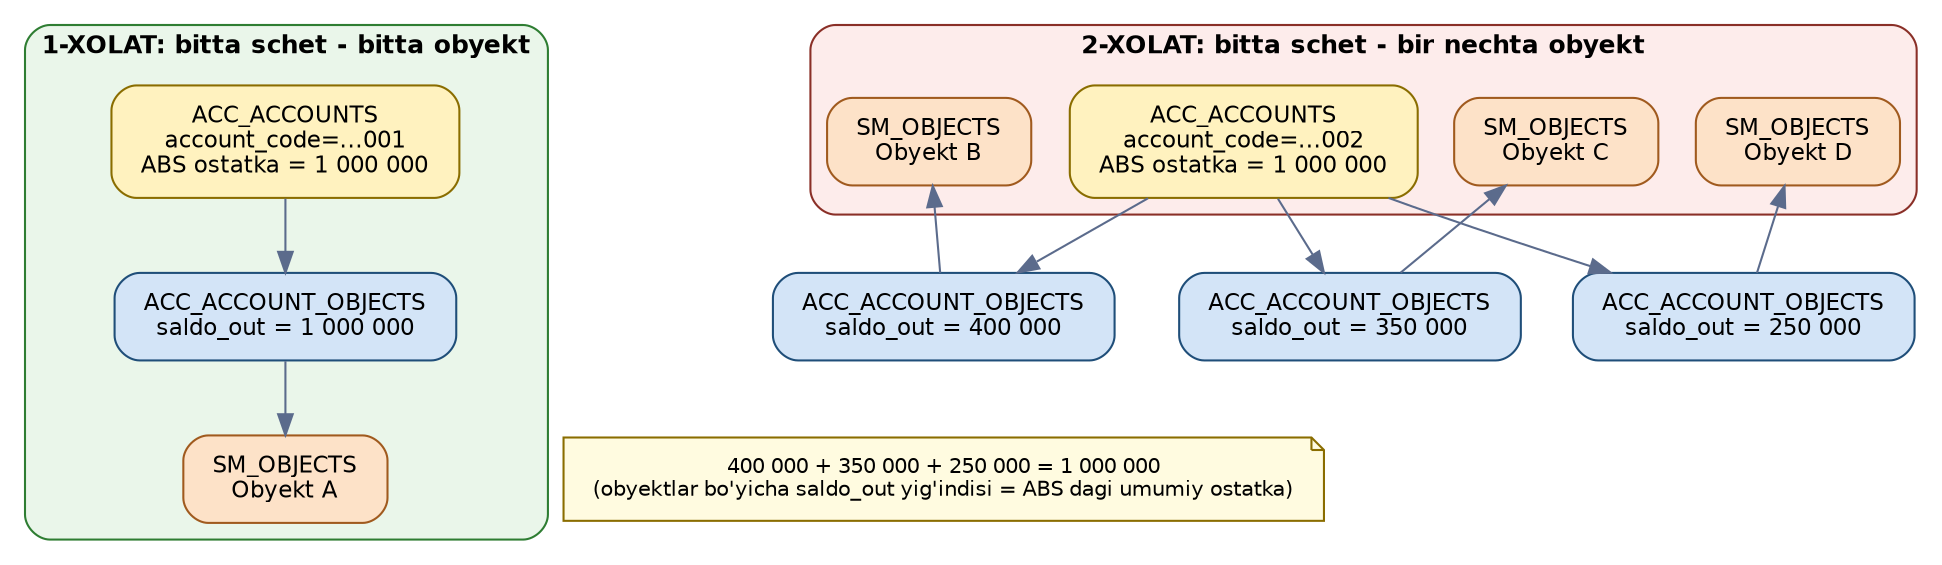 1-XOLAT: bitta schet - bitta obyekt
ACC_ACCOUNTS
account_code=...001
ABS ostatka = 1 000 000
ACC_ACCOUNT_OBJECTS
saldo_out = 1 000 000
SM_OBJECTS
Obyekt A
2-XOLAT: bitta schet - bir nechta obyekt
SM_OBJECTS
Obyekt B
ACC_ACCOUNTS
account_code=...002
ABS ostatka = 1 000 000
SM_OBJECTS
Obyekt C
SM_OBJECTS
Obyekt D
ACC_ACCOUNT_OBJECTS
saldo_out = 400 000
ACC_ACCOUNT_OBJECTS
saldo_out = 350 000
ACC_ACCOUNT_OBJECTS
saldo_out = 250 000
400 000 + 350 000 + 250 000 = 1 000 000
(obyektlar bo'yicha saldo_out yig'indisi = ABS dagi umumiy ostatka)